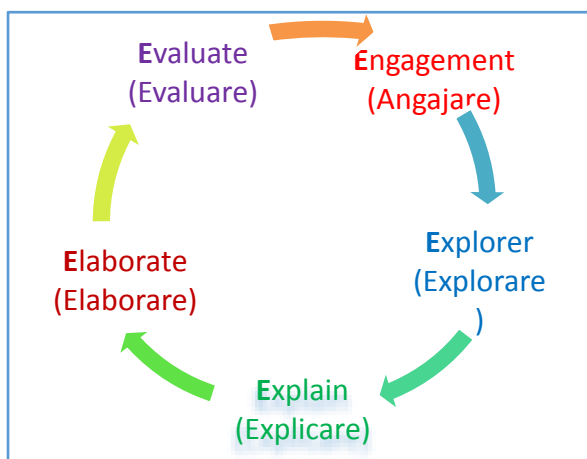 Evaluate
(Evaluare)
Engagement
(Angajare)
Explorer
(Explorare
)
Explain
(Explicare)
Elaborate
(Elaborare)